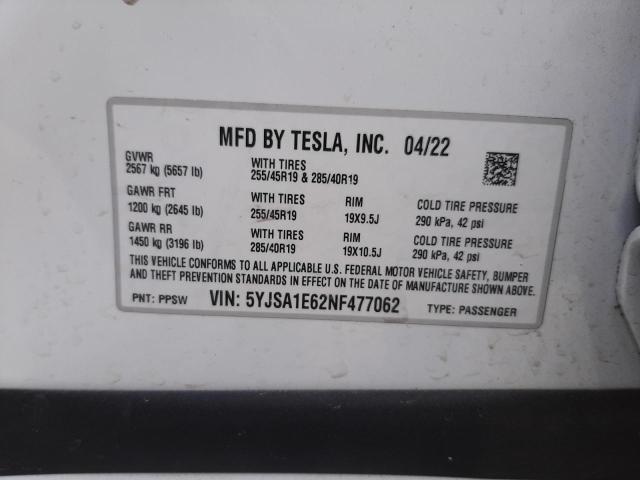 MFD BY TESLA, INC. 04/22
GVWR
2567 kg (5657 lb)
WITH TIRES
255/45R19 & 285/40R19
GAWR FRT
1200 kg (2645 lb)
WITH TIRES
255/45R19
RIM
19X9.5J
COLD TIRE PRESSURE
290 kPa, 42 psi
GAWR RR
1450 kg (3196 lb)
WITH TIRES
285/40R19
RIM
19X10.5J
COLD TIRE PRESSURE
290 kPa, 42 psi
THIS VEHICLE CONFORMS TO ALL APPLICABLE U.S. FEDERAL MOTOR VEHICLE SAFETY, BUMPER
AND THEFT PREVENTION STANDARDS IN EFFECT ON THE DATE OF MANUFACTURE SHOWN ABOVE.
PNT: PPSW VIN: 5YJSA1E62NF477062 TYPE: PASSENGER